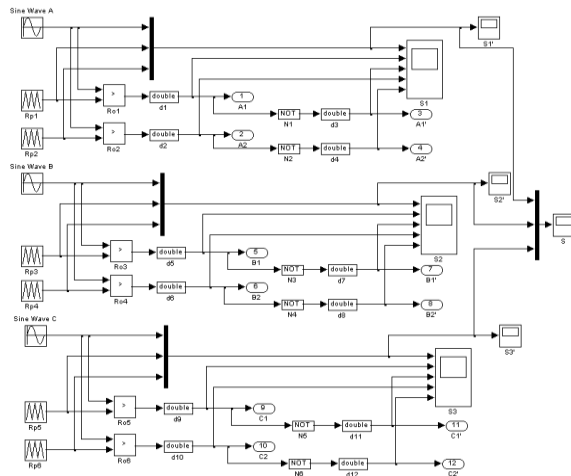 Sine Wave A
S1'
>
double
1
Rp1
Ro1
d1
A1
S1
NOT
double
3
N1
d3
A1'
>
double
2
Rp2
Ro2
d2
A2
NOT
double
4
N2
d4
A2'
Sine Wave B
S2'
S
>
double
5
Rp3
Ro3
d5
B1
S2
NOT
double
7
N3
d7
B1'
>
double
6
Rp4
Ro4
d6
B2
NOT
double
8
N4
d8
B2'
Sine Wave C
S3'
>
double
9
Rp5
Ro5
d9
C1
S3
NOT
double
11
N5
d11
C1'
>
double
10
Rp6
Ro6
d10
C2
NOT
double
12
N6
d12
C2'